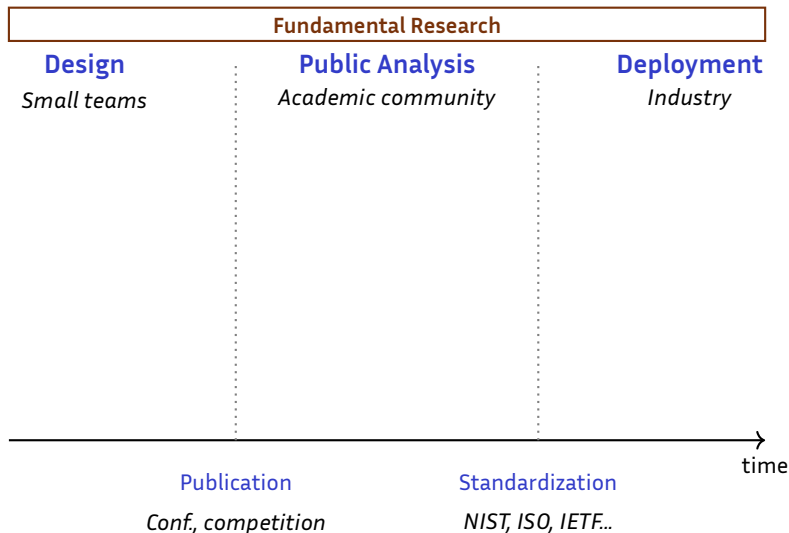 Fundamental Research
Design
Public Analysis
Deployment
Small teams
Academic community
Industry
time
Publication
Standardization
Conf., competition
NIST, ISO, IETF...